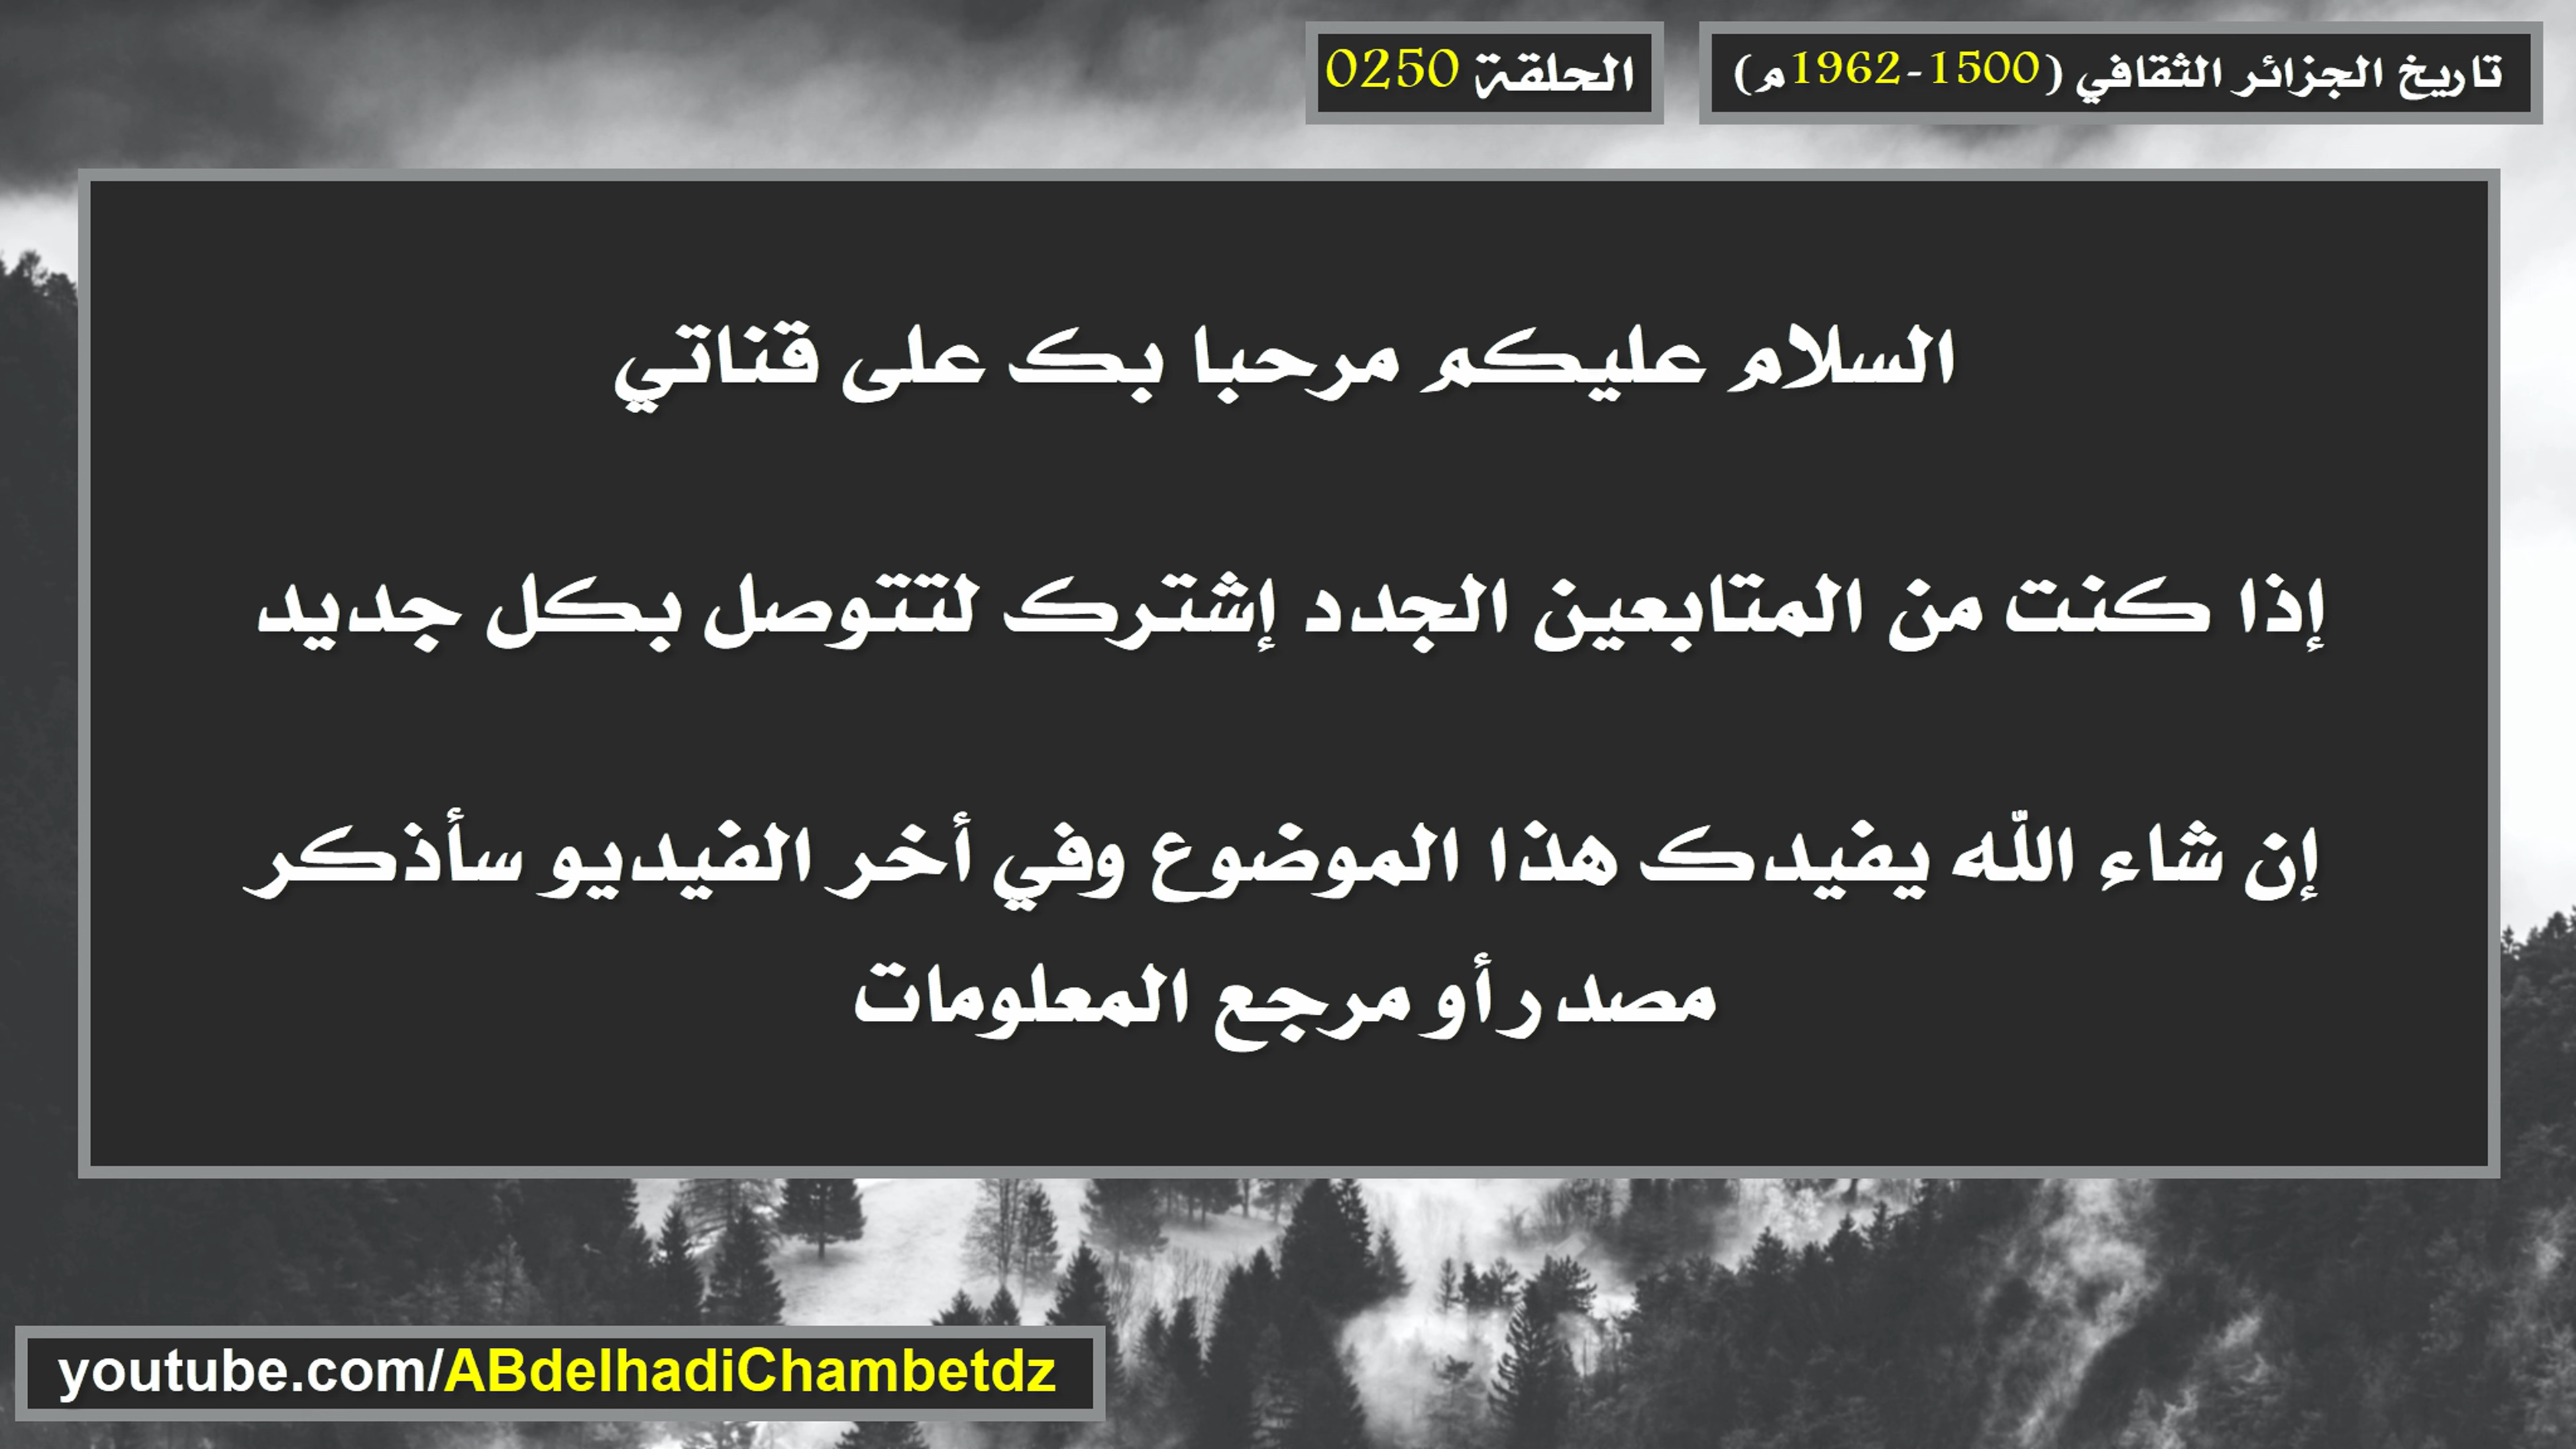 تاريخ الجزائر الثقافي (1500-1962م)
الحلقة 0250
السلام عليكم مرحبا بك على قناتي
إذا كنت من المتابعين الجدد إشترك لتتوصل بكل جديد
إن شاء الله يفيدك هذا الموضوع وفي أخر الفيديو سأذكر
مصدر أو مرجع المعلومات
youtube.com/ABdelhadiChambetdz